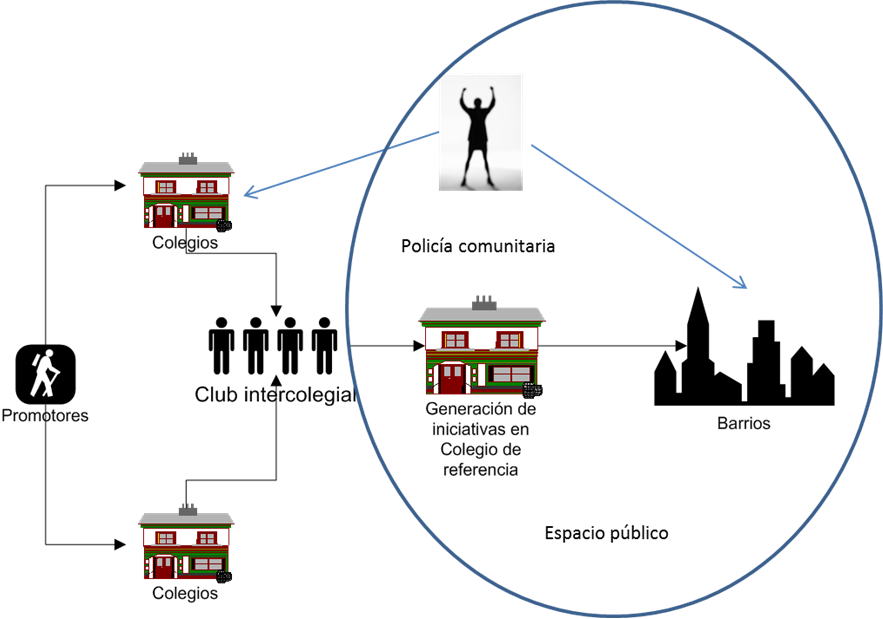 Policía comunitaria
Colegios
Club intercolegial
Promotores
Generación de
iniciativas en
Colegio de
referencia
Barrios
Espacio público
Colegios